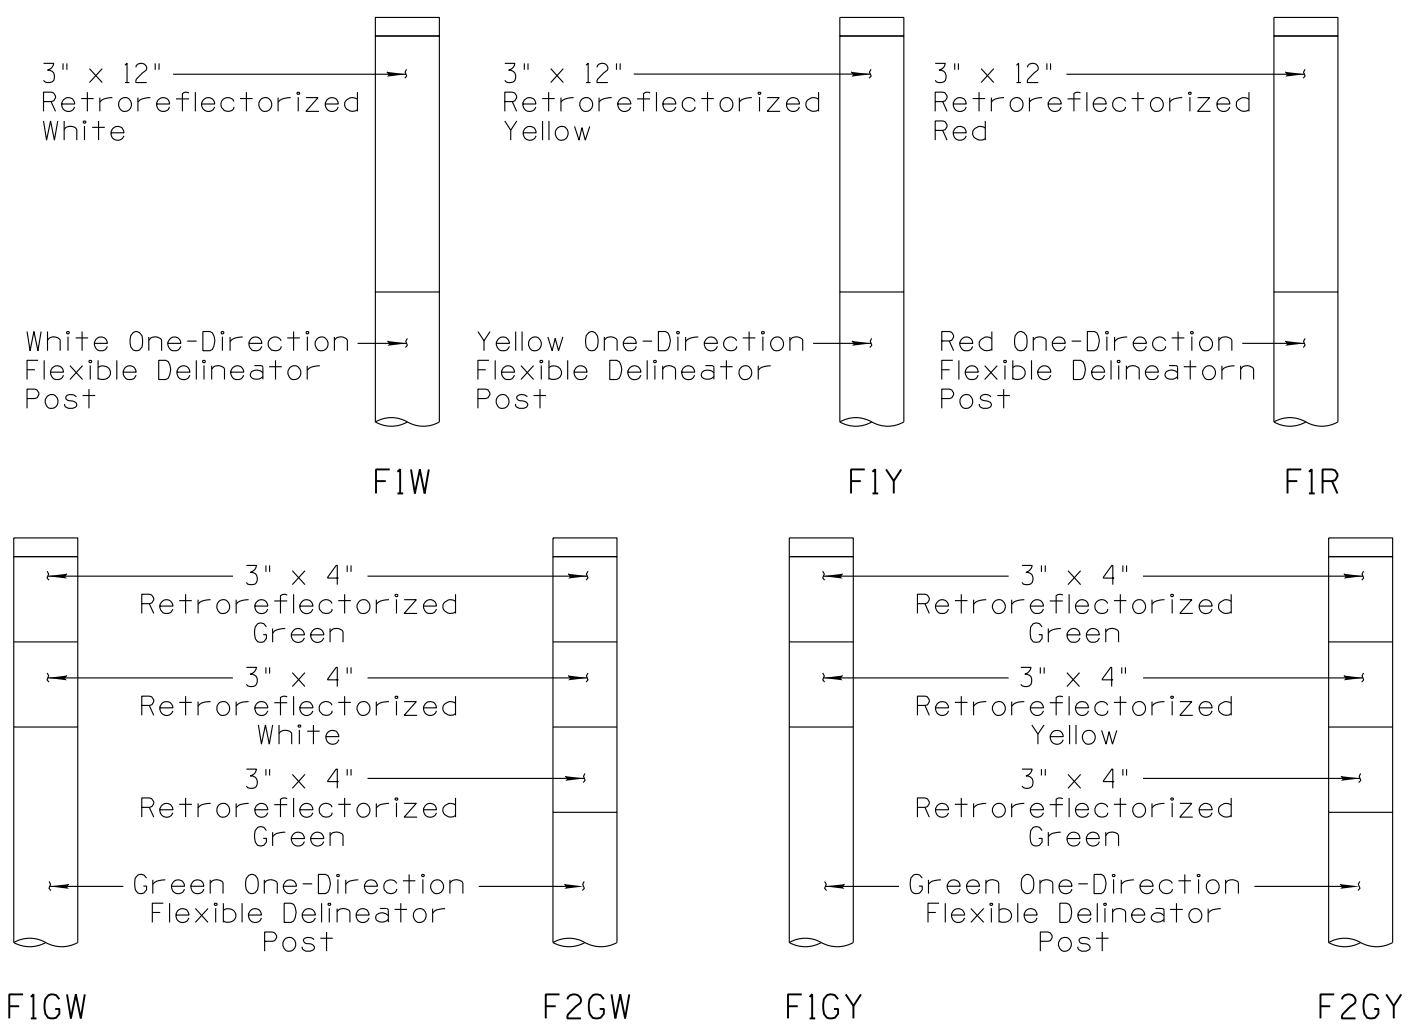 3" x 12"
Retroreflectorized
White
White One-Direction
Flexible Delineator
Post
F1W
3" x 12"
Retroreflectorized
Yellow
Yellow One-Direction
Flexible Delineator
Post
F1Y
3" x 12"
Retroreflectorized
Red
Red One-Direction
Flexible Delineatorn
Post
F1R
3" x 4"
Retroreflectorized
Green
3" x 4"
Retroreflectorized
White
3" x 4"
Retroreflectorized
Green
Green One-Direction
Flexible Delineator
Post
F1GW
F2GW
3" x 4"
Retroreflectorized
Green
3" x 4"
Retroreflectorized
Yellow
3" x 4"
Retroreflectorized
Green
Green One-Direction
Flexible Delineator
Post
F1GY
F2GY